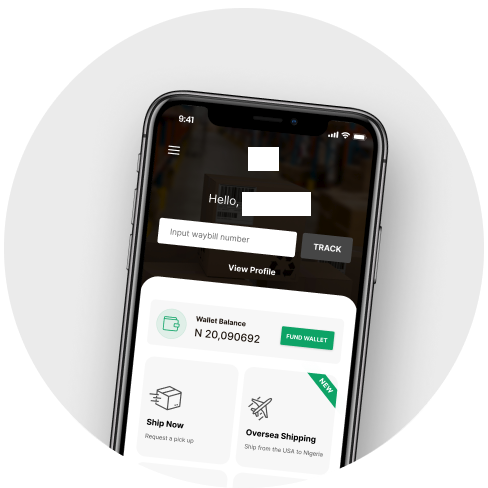 9:41
Hello,
Input waybill number
TRACK
View Profile
Wallet Balance
N 20,090692
FUND WALLET
NEW
Ship Now
Request a pick up
Oversea Shipping
Ship from the USA to Nigeria